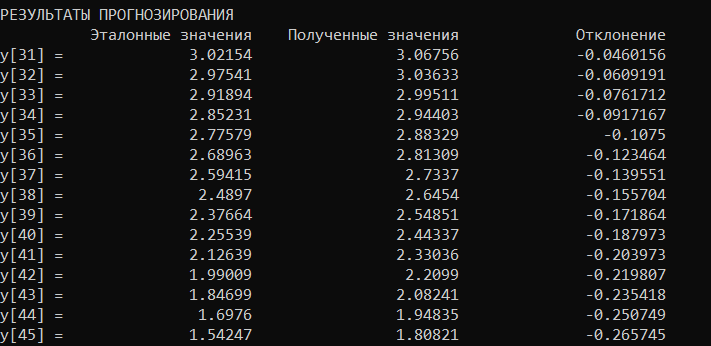 РЕЗУЛЬТАТЫ ПРОГНОЗИРОВАНИЯ
Эталонные значения Полученные значения Отклонение
y[31] = 3.02154 3.06756 -0.0460156
y[32] = 2.97541 3.03633 -0.0609191
y[33] = 2.91894 2.99511 -0.0761712
y[34] = 2.85231 2.94403 -0.0917167
y[35] = 2.77579 2.88329 -0.1075
y[36] = 2.68963 2.81309 -0.123464
y[37] = 2.59415 2.7337 -0.139551
y[38] = 2.4897 2.6454 -0.155704
y[39] = 2.37664 2.54851 -0.171864
y[40] = 2.25539 2.44337 -0.187973
y[41] = 2.12639 2.33036 -0.203973
y[42] = 1.99009 2.2099 -0.219807
y[43] = 1.84699 2.08241 -0.235418
y[44] = 1.6976 1.94835 -0.250749
y[45] = 1.54247 1.80821 -0.265745